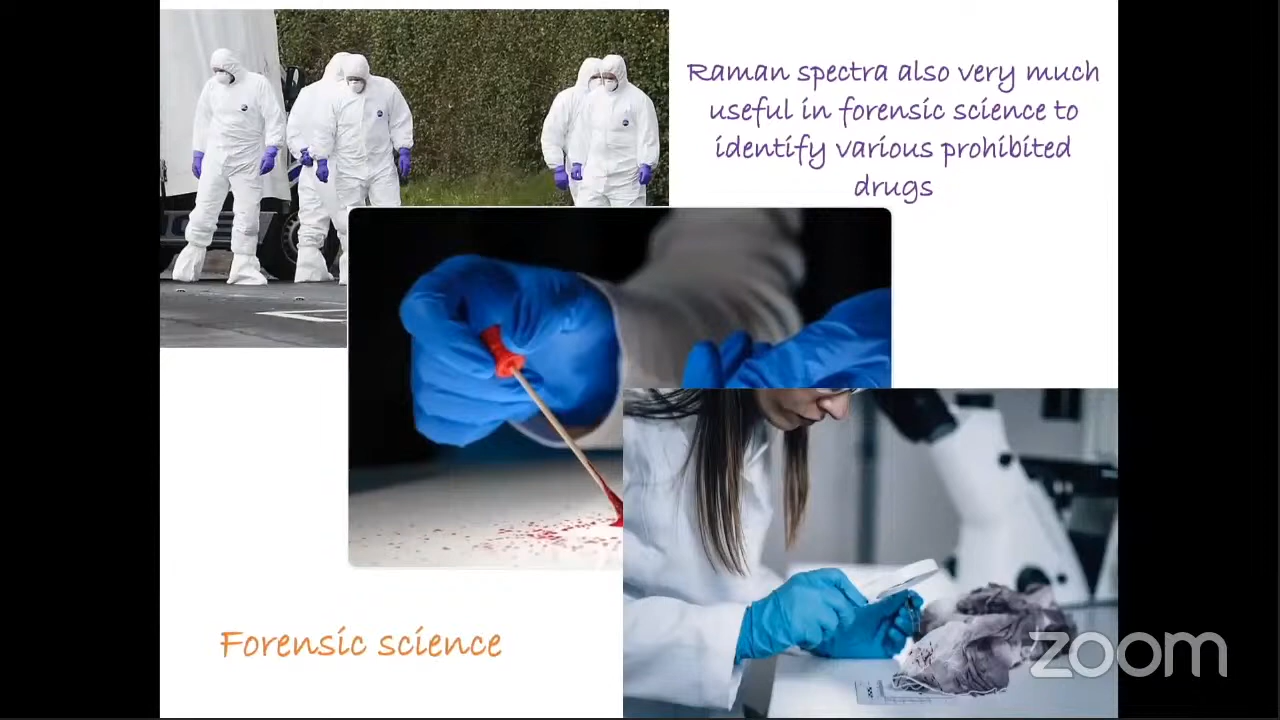 Raman spectra also very much
useful in forensic science to
identify various prohibited
drugs
Forensic science
zoom